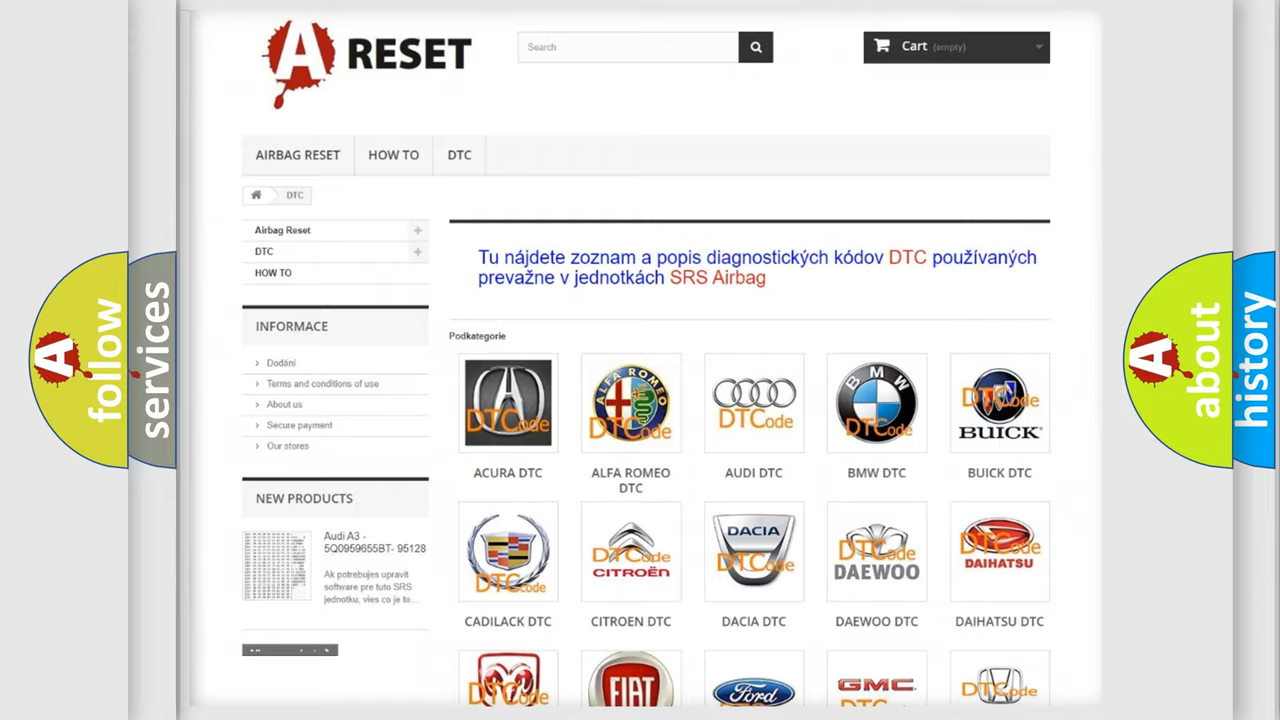 A RESET
Search
Cart (empty)
AIRBAG RESET
HOW TO
DTC
DTC
Airbag Reset
DTC
HOW TO
Tu nájdete zoznam a popis diagnostických kódov DTC používaných
prevažne v jednotkách SRS Airbag
INFORMACE
Dodání
Terms and conditions of use
About us
Secure payment
Our stores
NEW PRODUCTS
Audi A3 -
5Q0959655BT- 95128
Ak potrebujes upravit
software pre tuto SRS
jednotku, vies co je to...
Podkategorie
DTCode
ALFA ROMEO
DTCode
DTCode
BMW
DTCode
DTCode
BUICK
ACURA DTC
ALFA ROMEO
DTC
AUDI DTC
BMW DTC
BUICK DTC
DTCode
DTCode
CITROËN
DACIA
DTCode
DTCode
DAEWOO
DTCode
DAIHATSU
CADILACK DTC
CITROEN DTC
DACIA DTC
DAEWOO DTC
DAIHATSU DTC
DTCode
FIAT
Ford
GMC
DTCode
A follow
services
A about
history